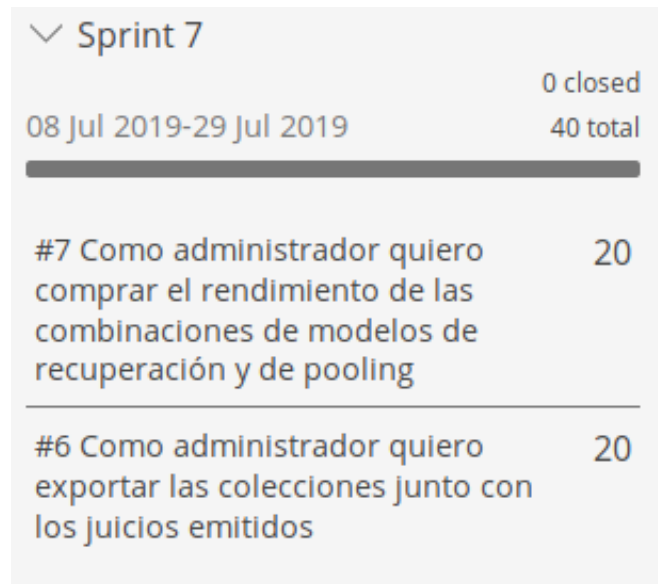 Sprint 7
0 closed
08 Jul 2019-29 Jul 2019 40 total
#7 Como administrador quiero 20
comprar el rendimiento de las
combinaciones de modelos de
recuperación y de pooling
#6 Como administrador quiero 20
exportar las colecciones junto con
los juicios emitidos